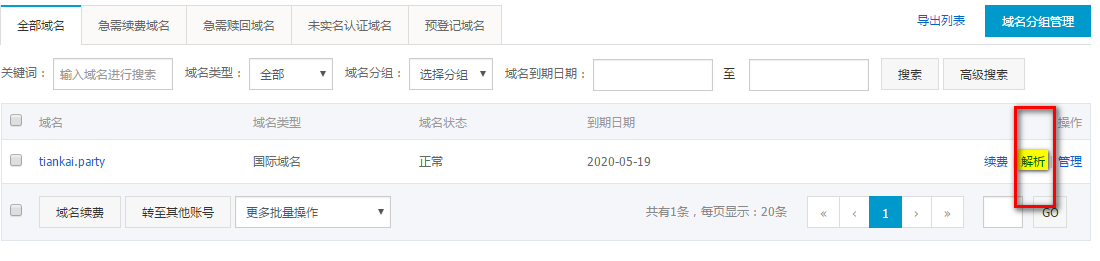 全部域名 急需续费域名 急需赎回域名 未实名认证域名 预登记域名 导出列表 域名分组管理
关键词： 输入域名进行搜索 域名类型： 全部 域名分组： 选择分组 域名到期日期： 至 搜索 高级搜索
域名 域名类型 域名状态 到期日期 操作
tiankai.party 国际域名 正常 2020-05-19 续费 解析 管理
域名续费 转至其他账号 更多批量操作 共有1条，每页显示：20条 « ‹ 1 › » GO